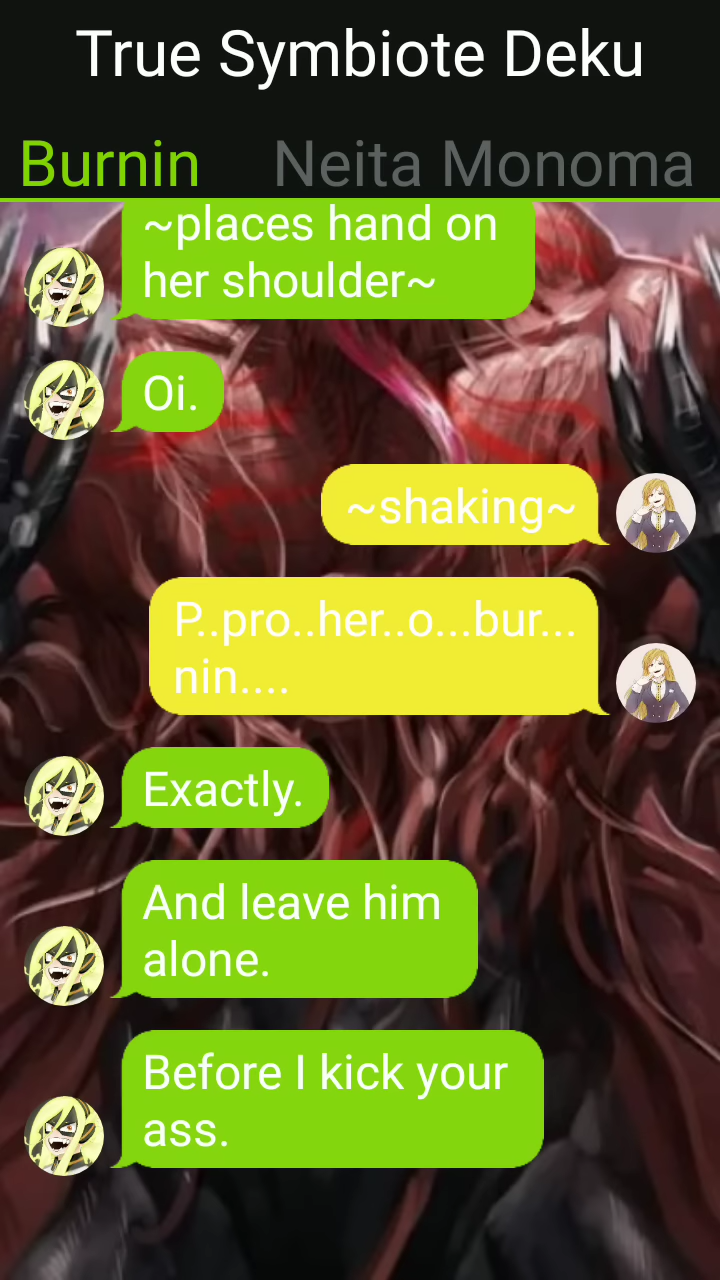 True Symbiote Deku
Burnin
Neita Monoma
~places hand on
her shoulder~
Oi.
~shaking~
P..pro..her..o...bur...
nin....
Exactly.
And leave him
alone.
Before I kick your
ass.